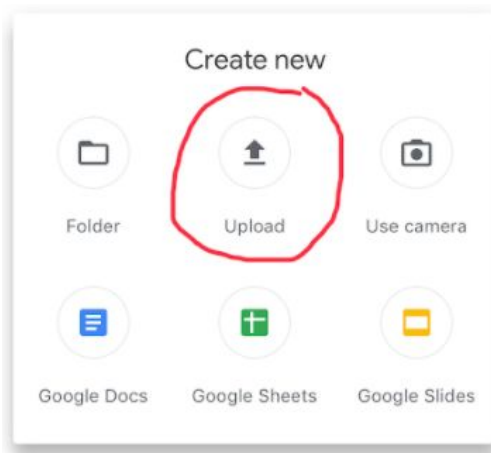 Create new
Folder
Upload
Use camera
Google Docs
Google Sheets
Google Slides